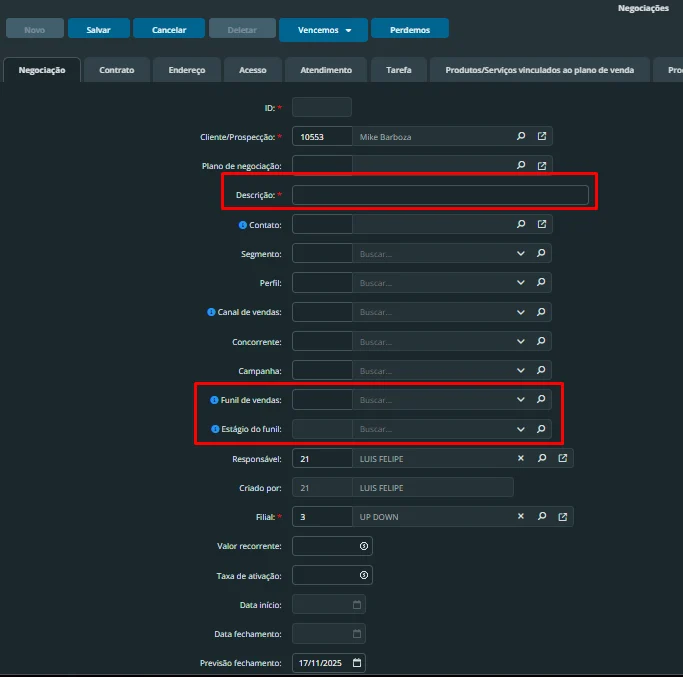 Negociações
Novo Salvar Cancelar Deletar Vencemos Perdemos
Negociação Contrato Endereço Acesso Atendimento Tarefa Produtos/Serviços vinculados ao plano de venda Pro
ID: *
Cliente/Prospecção: * 10553 Mike Barboza
Plano de negociação:
Descrição: *
Contato:
Segmento: Buscar...
Perfil: Buscar...
Canal de vendas: Buscar...
Concorrente: Buscar...
Campanha: Buscar...
Funil de vendas: Buscar...
Estágio do funil: Buscar...
Responsável: 21 LUIS FELIPE
Criado por: 21 LUIS FELIPE
Filial: * 3 UP DOWN
Valor recorrente:
Taxa de ativação:
Data início:
Data fechamento:
Previsão fechamento: 17/11/2025